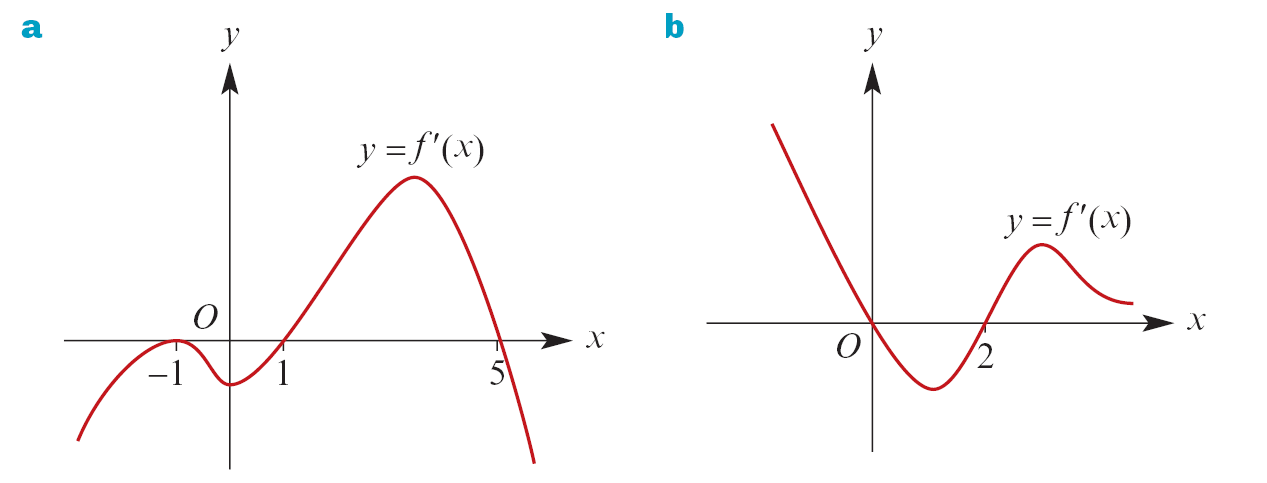 a
y
y = f′(x)
O
x
−1
1
5
b
y
y = f′(x)
O
x
2